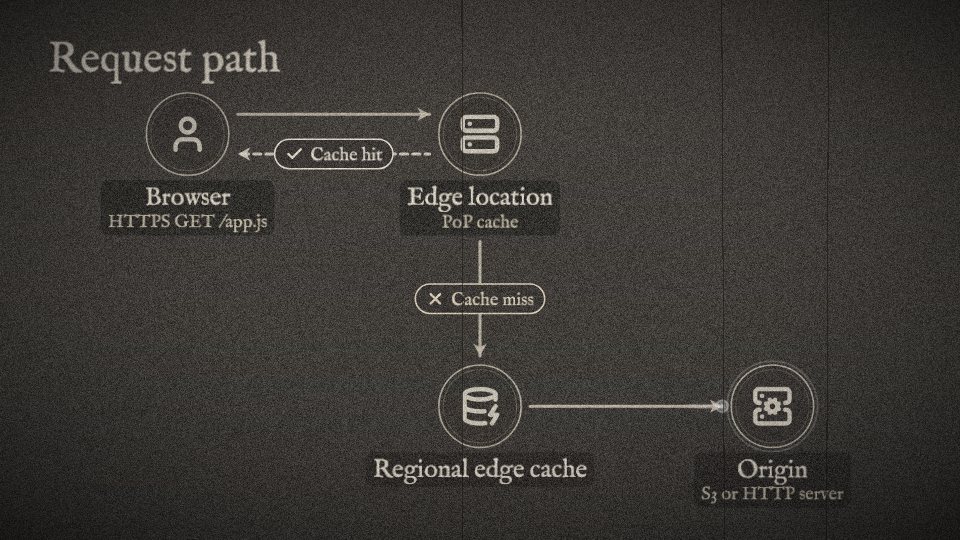 Request path
Cache hit
Browser
HTTPS GET /app.js
Edge location
PoP cache
Cache miss
Regional edge cache
Origin
S3 or HTTP server